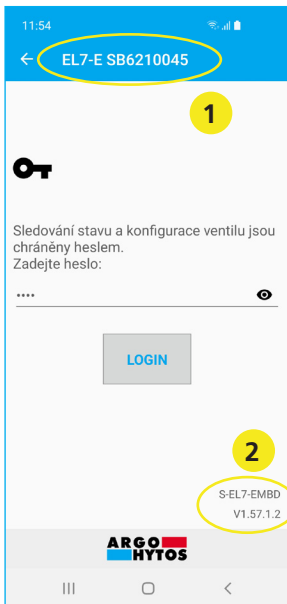 11:54
EL7-E SB6210045
1
Sledování stavu a konfigurace ventilu jsou
chráněny heslem.
Zadejte heslo:
....
LOGIN
2
S-EL7-EMBD
V1.57.1.2
ARGO
HYTOS